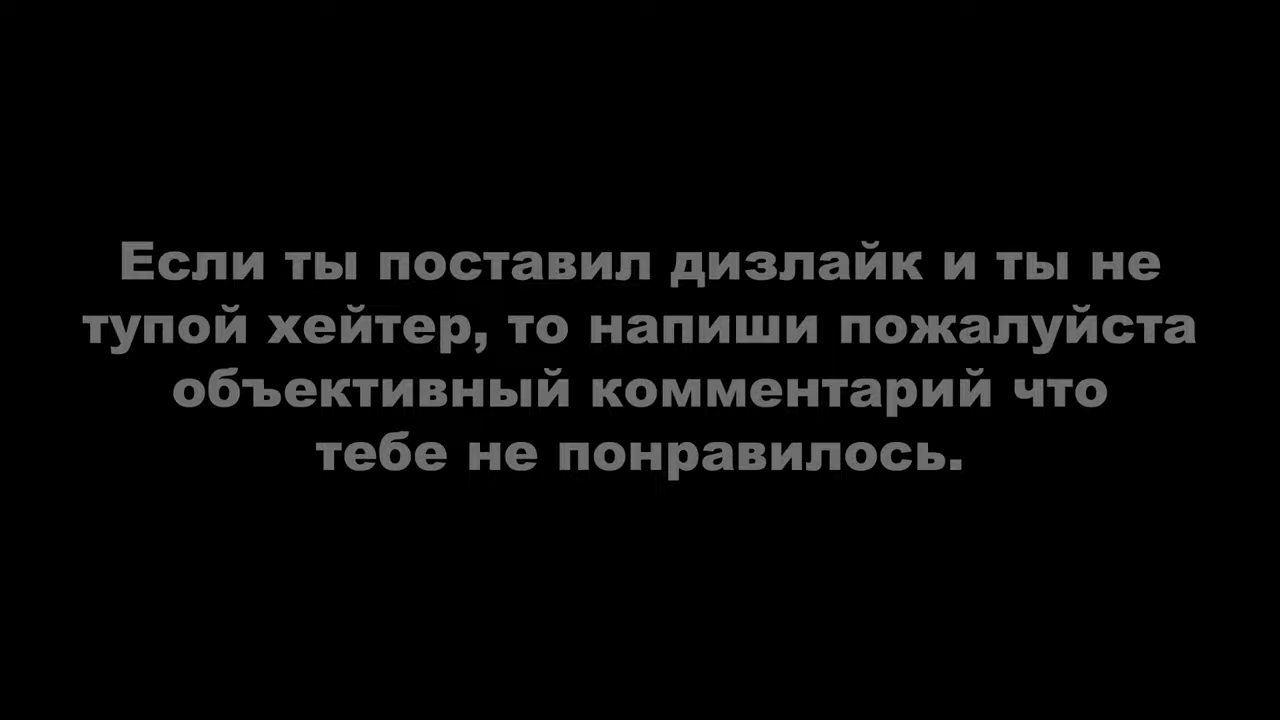 Если ты поставил дизлайк и ты не
тупой хейтер, то напиши пожалуйста
объективный комментарий что
тебе не понравилось.